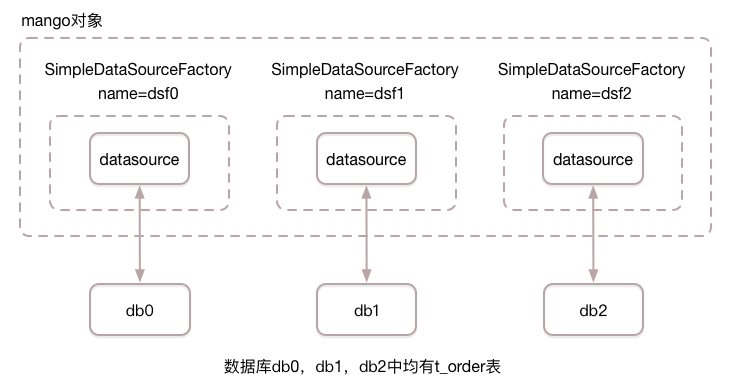 mango对象
SimpleDataSourceFactory SimpleDataSourceFactory SimpleDataSourceFactory
name=dsf0 name=dsf1 name=dsf2
datasource datasource datasource
db0 db1 db2
数据库db0，db1，db2中均有t_order表